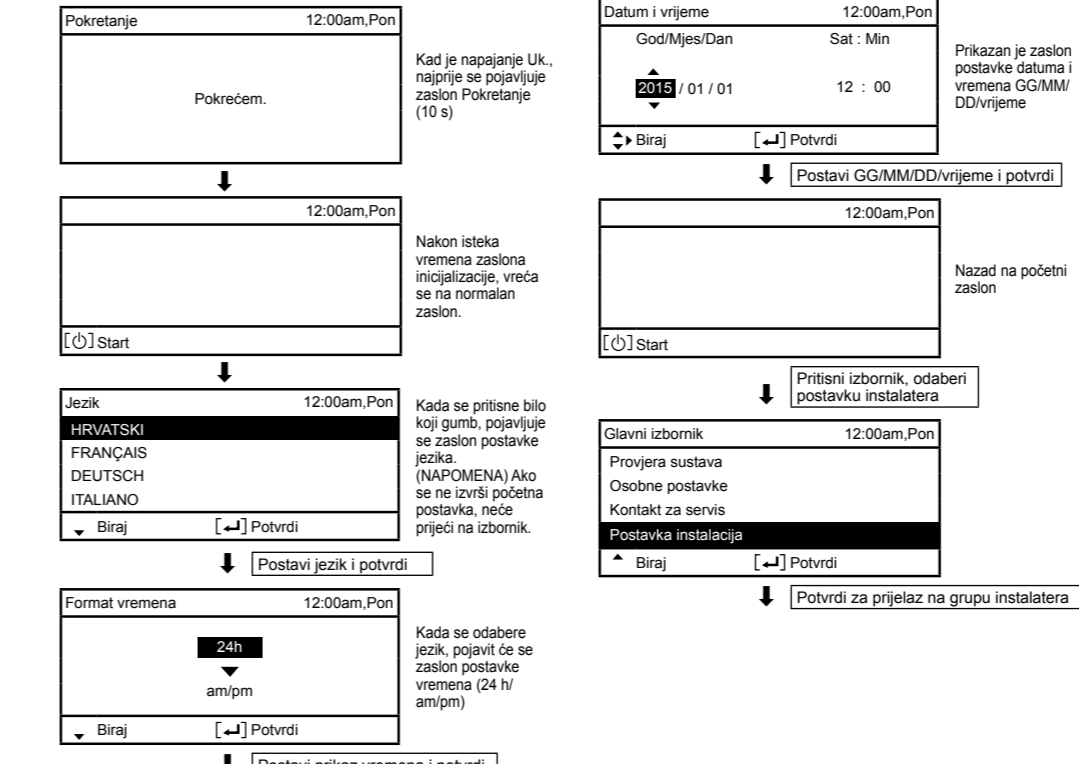 Pokretanje 12:00am,Pon
Pokrećem.
Kad je napajanje Uk.,
najprije se pojavljuje
zaslon Pokretanje
(10 s)
12:00am,Pon
[⏻] Start
Nakon isteka
vremena zaslona
inicijalizacije, vreća
se na normalan
zaslon.
Jezik 12:00am,Pon
HRVATSKI
FRANÇAIS
DEUTSCH
ITALIANO
Biraj [↵] Potvrdi
Kada se pritisne bilo
koji gumb, pojavljuje
se zaslon postavke
jezika.
(NAPOMENA) Ako
se ne izvrši početna
postavka, neće
prijeći na izbornik.
Postavi jezik i potvrdi
Format vremena 12:00am,Pon
24h
am/pm
Biraj [↵] Potvrdi
Kada se odabere
jezik, pojavit će se
zaslon postavke
vremena (24 h/
am/pm)
Postavi prikaz vremena i potvrdi
Datum i vrijeme 12:00am,Pon
God/Mjes/Dan Sat : Min
2015 / 01 / 01 12 : 00
Biraj [↵] Potvrdi
Prikazan je zaslon
postavke datuma i
vremena GG/MM/
DD/vrijeme
Postavi GG/MM/DD/vrijeme i potvrdi
12:00am,Pon
[⏻] Start
Nazad na početni
zaslon
Pritisni izbornik, odaberi
postavku instalatera
Glavni izbornik 12:00am,Pon
Provjera sustava
Osobne postavke
Kontakt za servis
Postavka instalacija
Biraj [↵] Potvrdi
Potvrdi za prijelaz na grupu instalatera